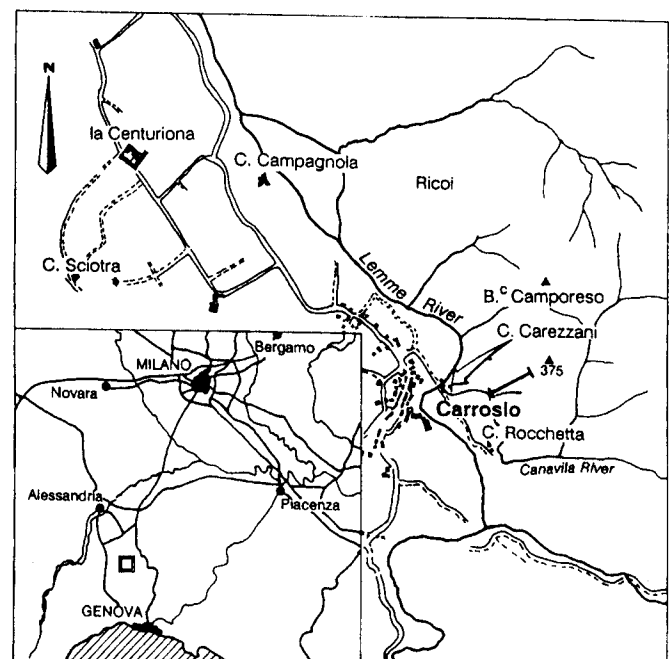 N
la Centuriona
C. Campagnola
Ricoi
C. Sciotra
Lemme River
B.c Camporeso
C. Carezzani
375
Carrosio
C. Rocchetta
Canavila River
MILANO
Bergamo
Novara
Alessandria
Piacenza
GENOVA